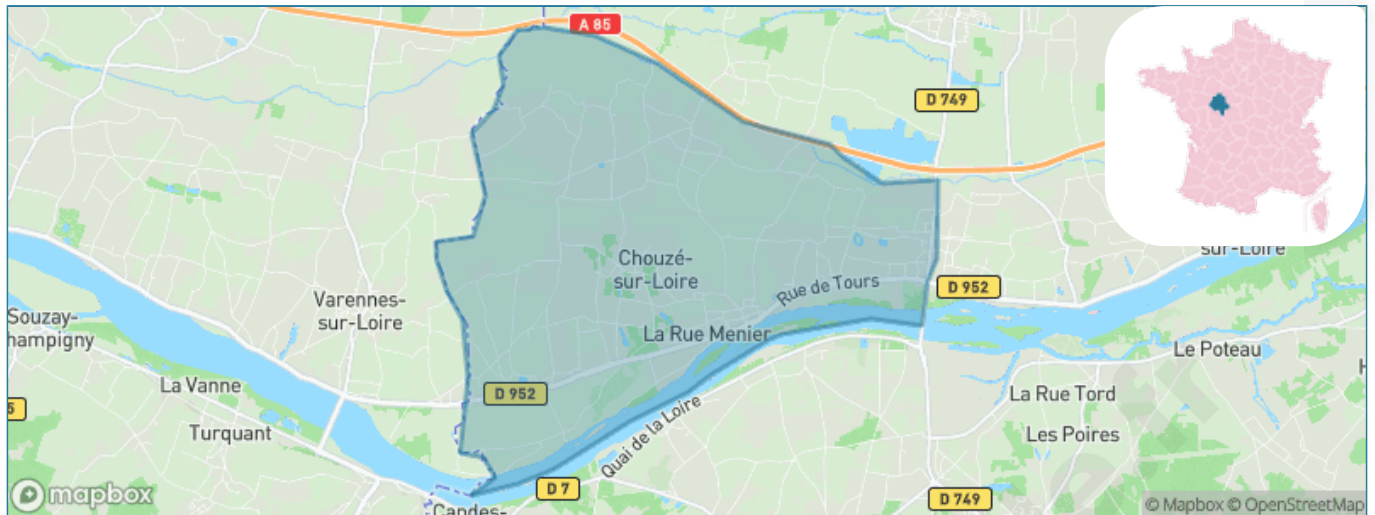 A 85
D 749
Chouzé-
sur-Loire
sur-Loire
Rue de Tours
D 952
Varennes-
sur-Loire
Souzay-
hampigny
La Rue Menier
Le Poteau
La Vanne
D 952
La Rue Tord
5
Turquant
Quai de la Loire
Les Poires
mapbox
D 7
D 749
Candes-
© Mapbox © OpenStreetMap